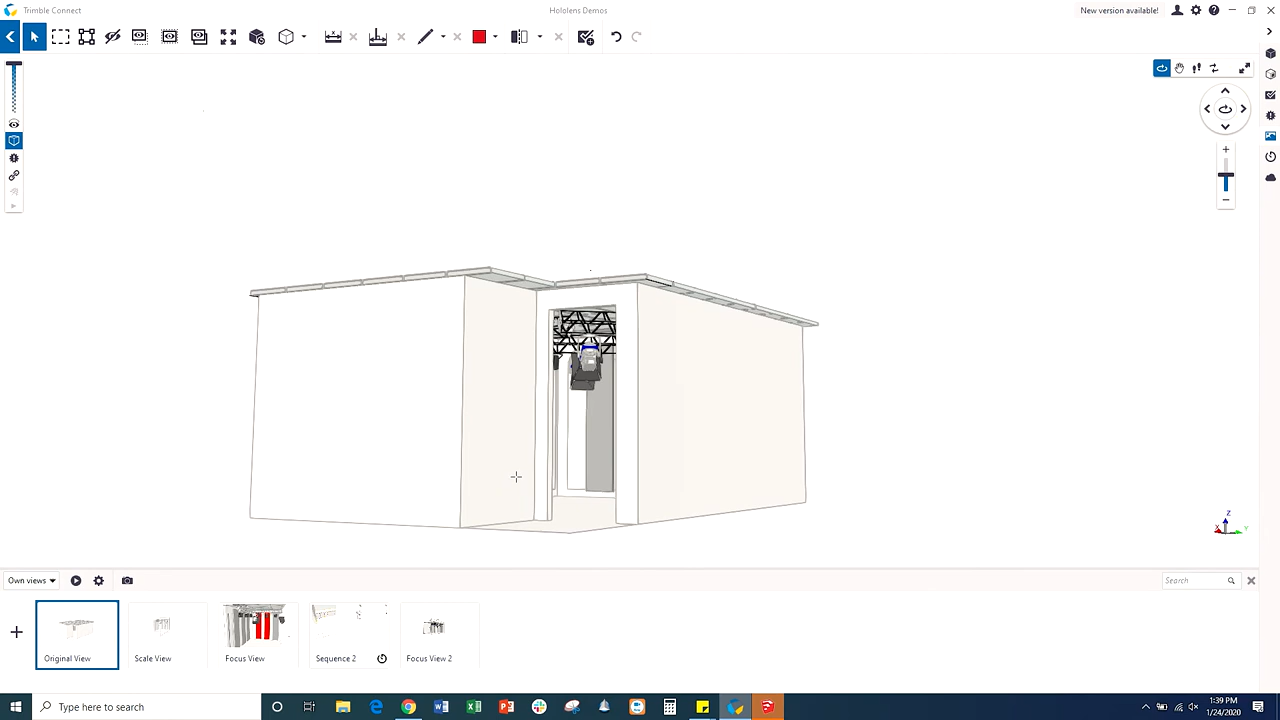 Trimble Connect
Hololens Demos
New version available!
Z
X
Y
Own views
Search
Original View
Scale View
Focus View
Sequence 2
Focus View 2
Type here to search
1:39 PM
1/24/2020